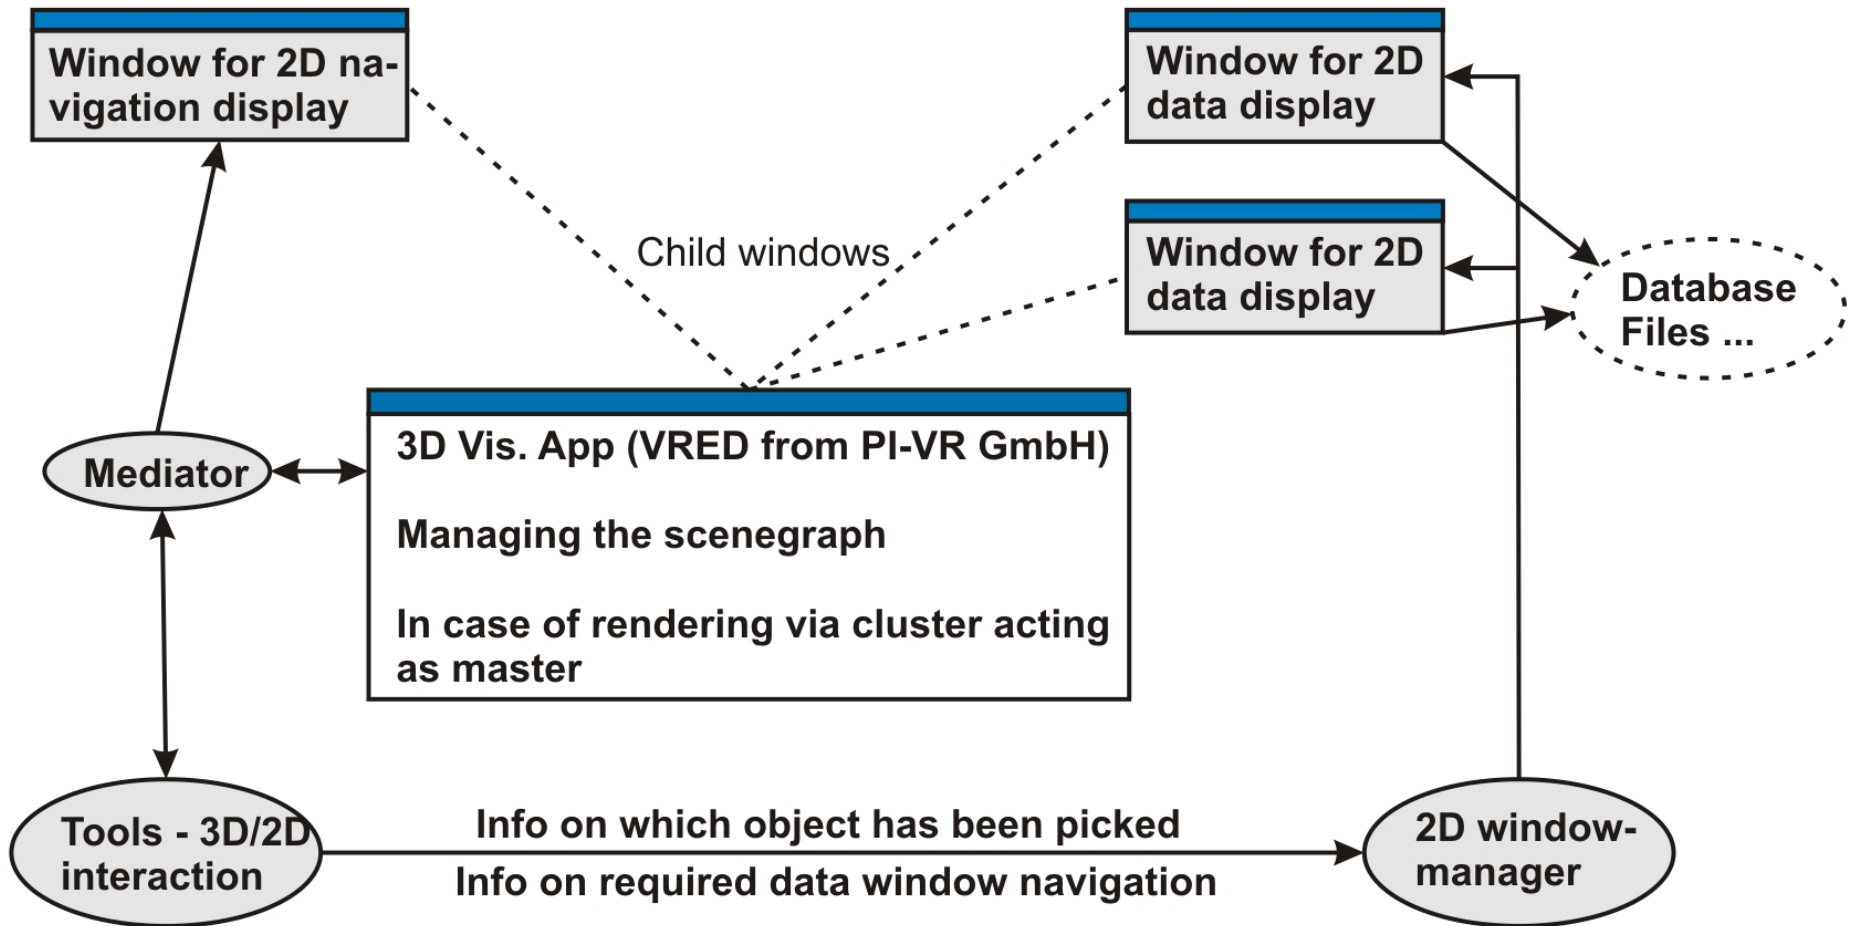 Window for 2D na-
vigation display
Window for 2D
data display
Child windows
Window for 2D
data display
Database
Files ...
3D Vis. App (VRED from PI-VR GmbH)
Mediator
Managing the scenegraph
In case of rendering via cluster acting
as master
Tools - 3D/2D
interaction
Info on which object has been picked
Info on required data window navigation
2D window-
manager